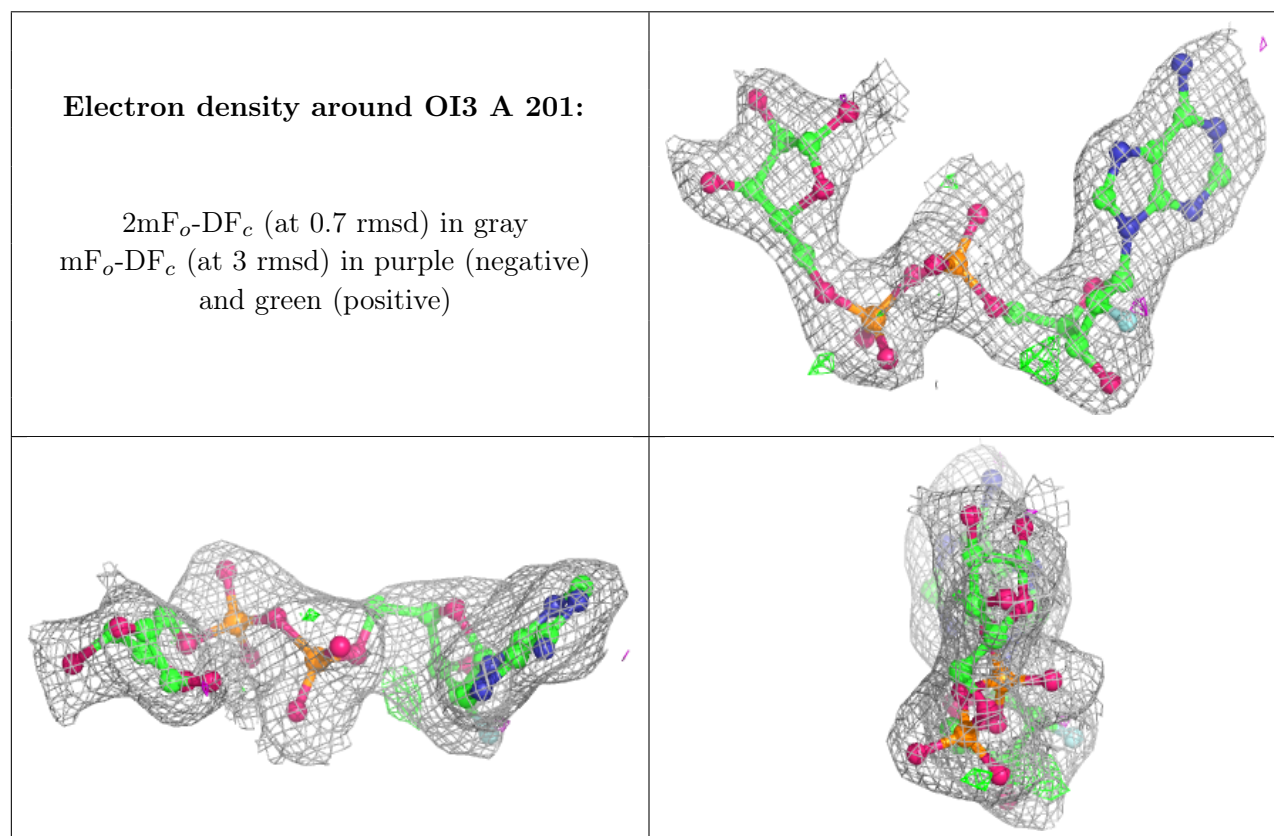 Electron density around OI3 A 201:
2mFo-DFc (at 0.7 rmsd) in gray
mFo-DFc (at 3 rmsd) in purple (negative)
and green (positive)